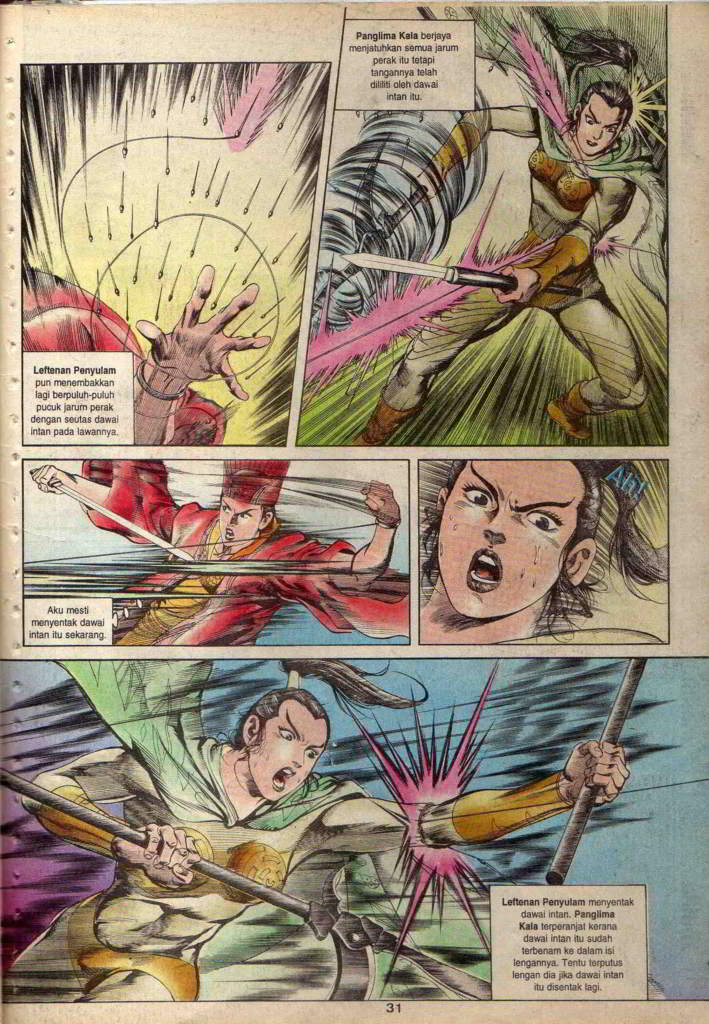 Leftenan Penyulam
pun menembakkan
lagi berpuluh-puluh
pucuk jarum perak
dengan seutas dawai
intan pada lawannya.
Panglima Kala berjaya
menjatuhkan semua jarum
perak itu tetapi
tangannya telah
dililiti oleh dawai
intan itu.
Aku mesti
menyentak dawai
intan itu sekarang.
Ah!
Leftenan Penyulam menyentak
dawai intan. Panglima
Kala terperanjat kerana
dawai intan itu sudah
terbenam ke dalam isi
lengannya. Tentu terputus
lengan dia jika dawai intan
itu disentak lagi.
31